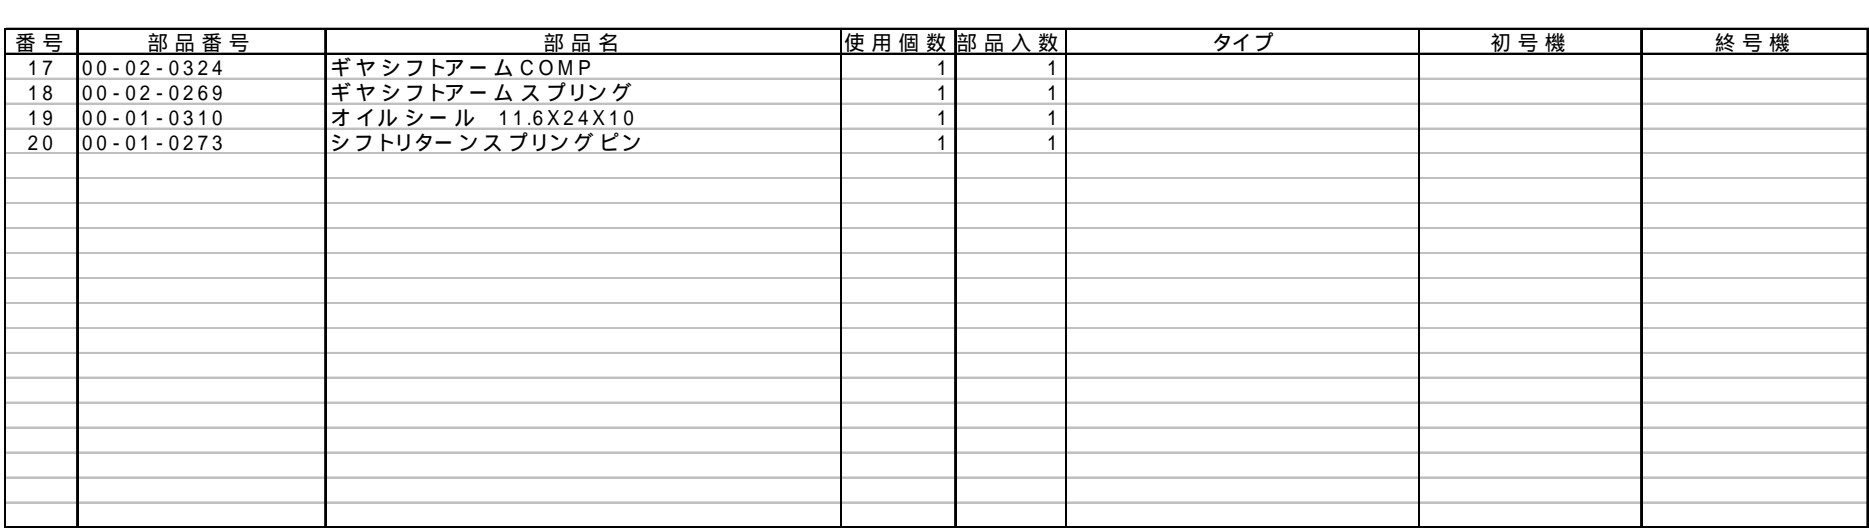 番号 部品番号 部品名 使用個数 部品入数 タイプ 初号機 終号機
17 00-02-0324 ギヤシフトアームCOMP 1 1
18 00-02-0269 ギヤシフトアームスプリング 1 1
19 00-01-0310 オイルシール 11.6X24X10 1 1
20 00-01-0273 シフトリターンスプリングピン 1 1